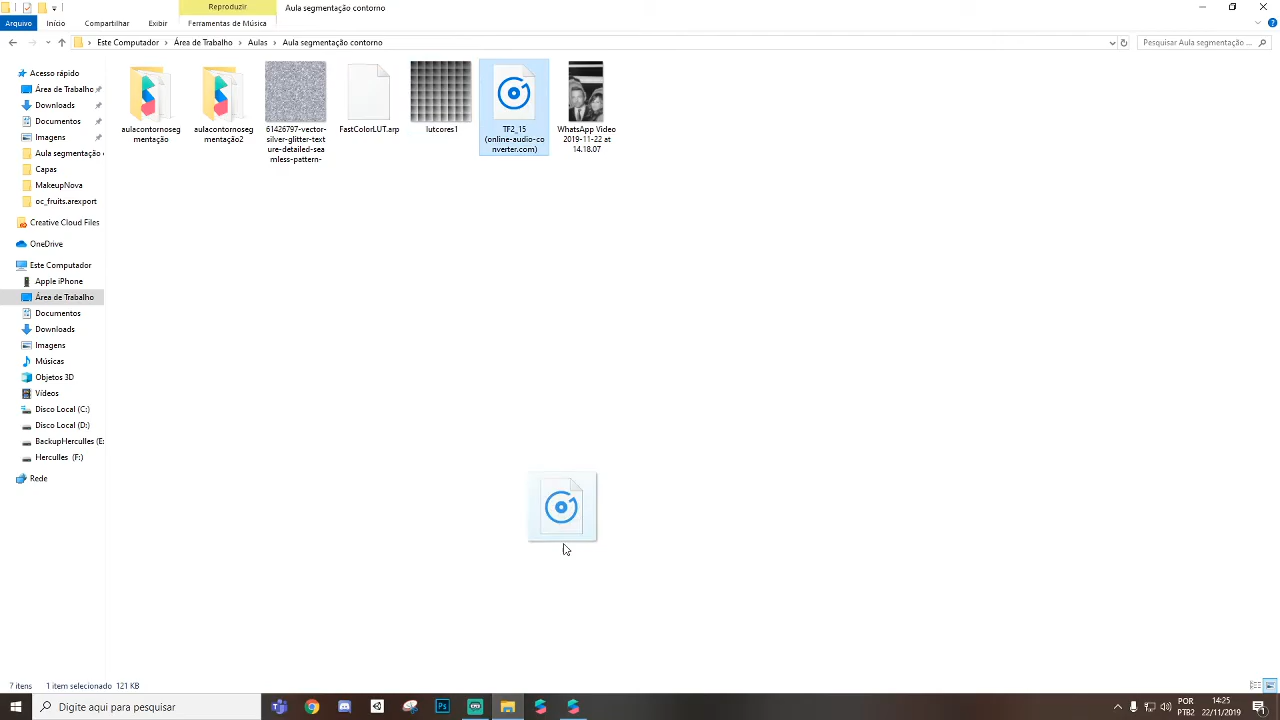 Reproduzir
Aula segmentação contorno
Arquivo
Início
Compartilhar
Exibir
Ferramentas de Música
Este Computador
Área de Trabalho
Aulas
Aula segmentação contorno
Pesquisar Aula segmentação ...
Acesso rápido
Área de Trabalho
Downloads
Documentos
Imagens
Aula segmentação
Capas
MakeupNova
oc_fruits.arexport
Creative Cloud Files
OneDrive
Este Computador
Apple iPhone
Área de Trabalho
Documentos
Downloads
Imagens
Músicas
Objetos 3D
Vídeos
Disco Local (C:)
Disco Local (D:)
BackupHercules (E:
Hercules (F:)
Rede
aulacontornoseg
mentação
aulacontornoseg
mentação2
61426797-vector-
silver-glitter-text
ure-detailed-sea
mless-pattern-
FastColorLUT.arp
lutcores1
TF2_15
(online-audio-co
nverter.com)
WhatsApp Video
2019-11-22 at
14.18.07
7 itens
1 item selecionado
121 KB
Digite aqui para pesquisar
Ps
POR
PTB2
14:25
22/11/2019